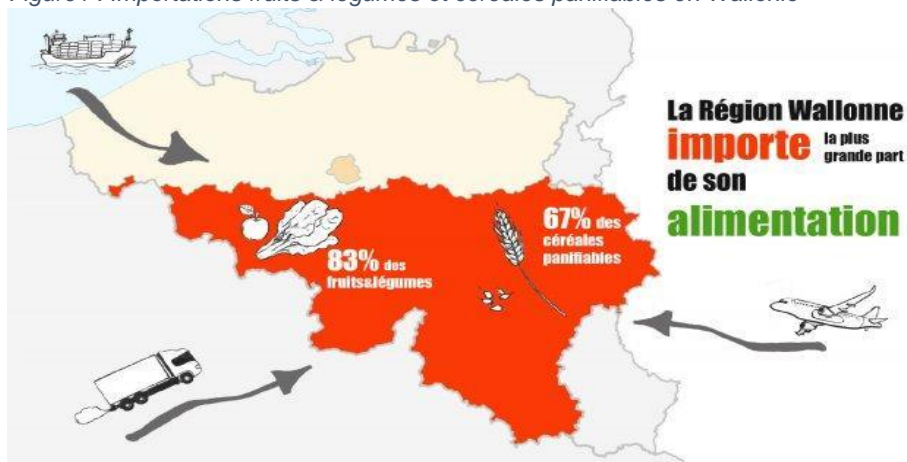 Importations fruits & légumes et céréales panifiables en Wallonie
La Région Wallonne
importe la plus
grande part
de son
alimentation
67% des
céréales
panifiables
83% des
fruits&légumes